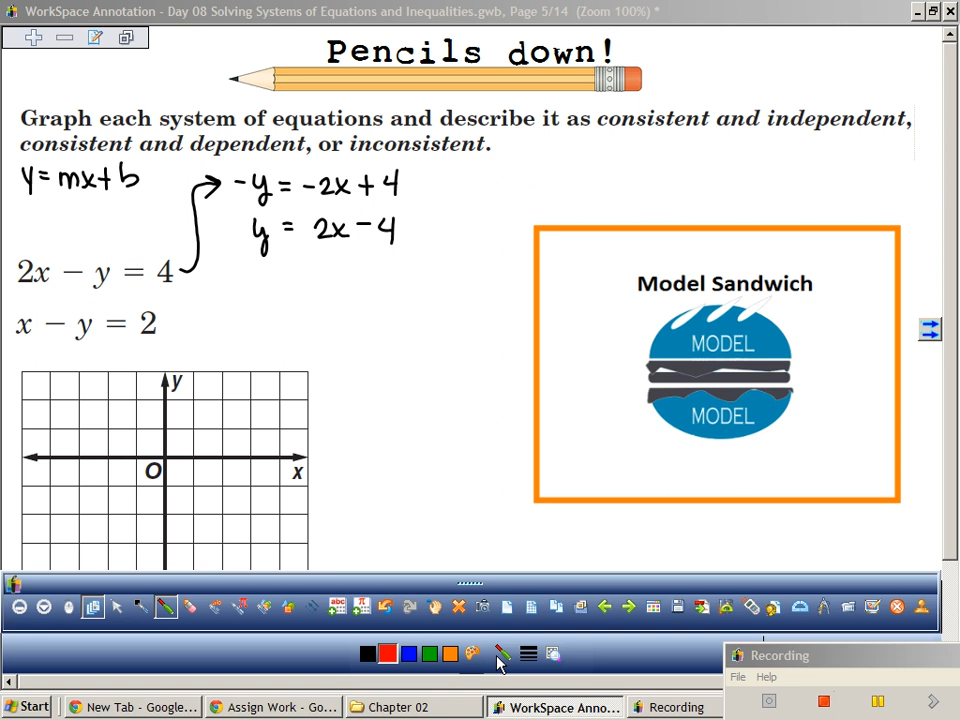 WorkSpace Annotation - Day 08 Solving Systems of Equations and Inequalities.gwb, Page 5/14 (Zoom 100%) *
Pencils down!
Graph each system of equations and describe it as consistent and independent,
consistent and dependent, or inconsistent.
y = mx + b
-y = -2x + 4
y = 2x - 4
2x − y = 4
x − y = 2
Model Sandwich
MODEL
MODEL
y
O
x
abc
Recording
File Help
Start
New Tab - Google...
Assign Work - Go...
Chapter 02
WorkSpace Anno...
Recording